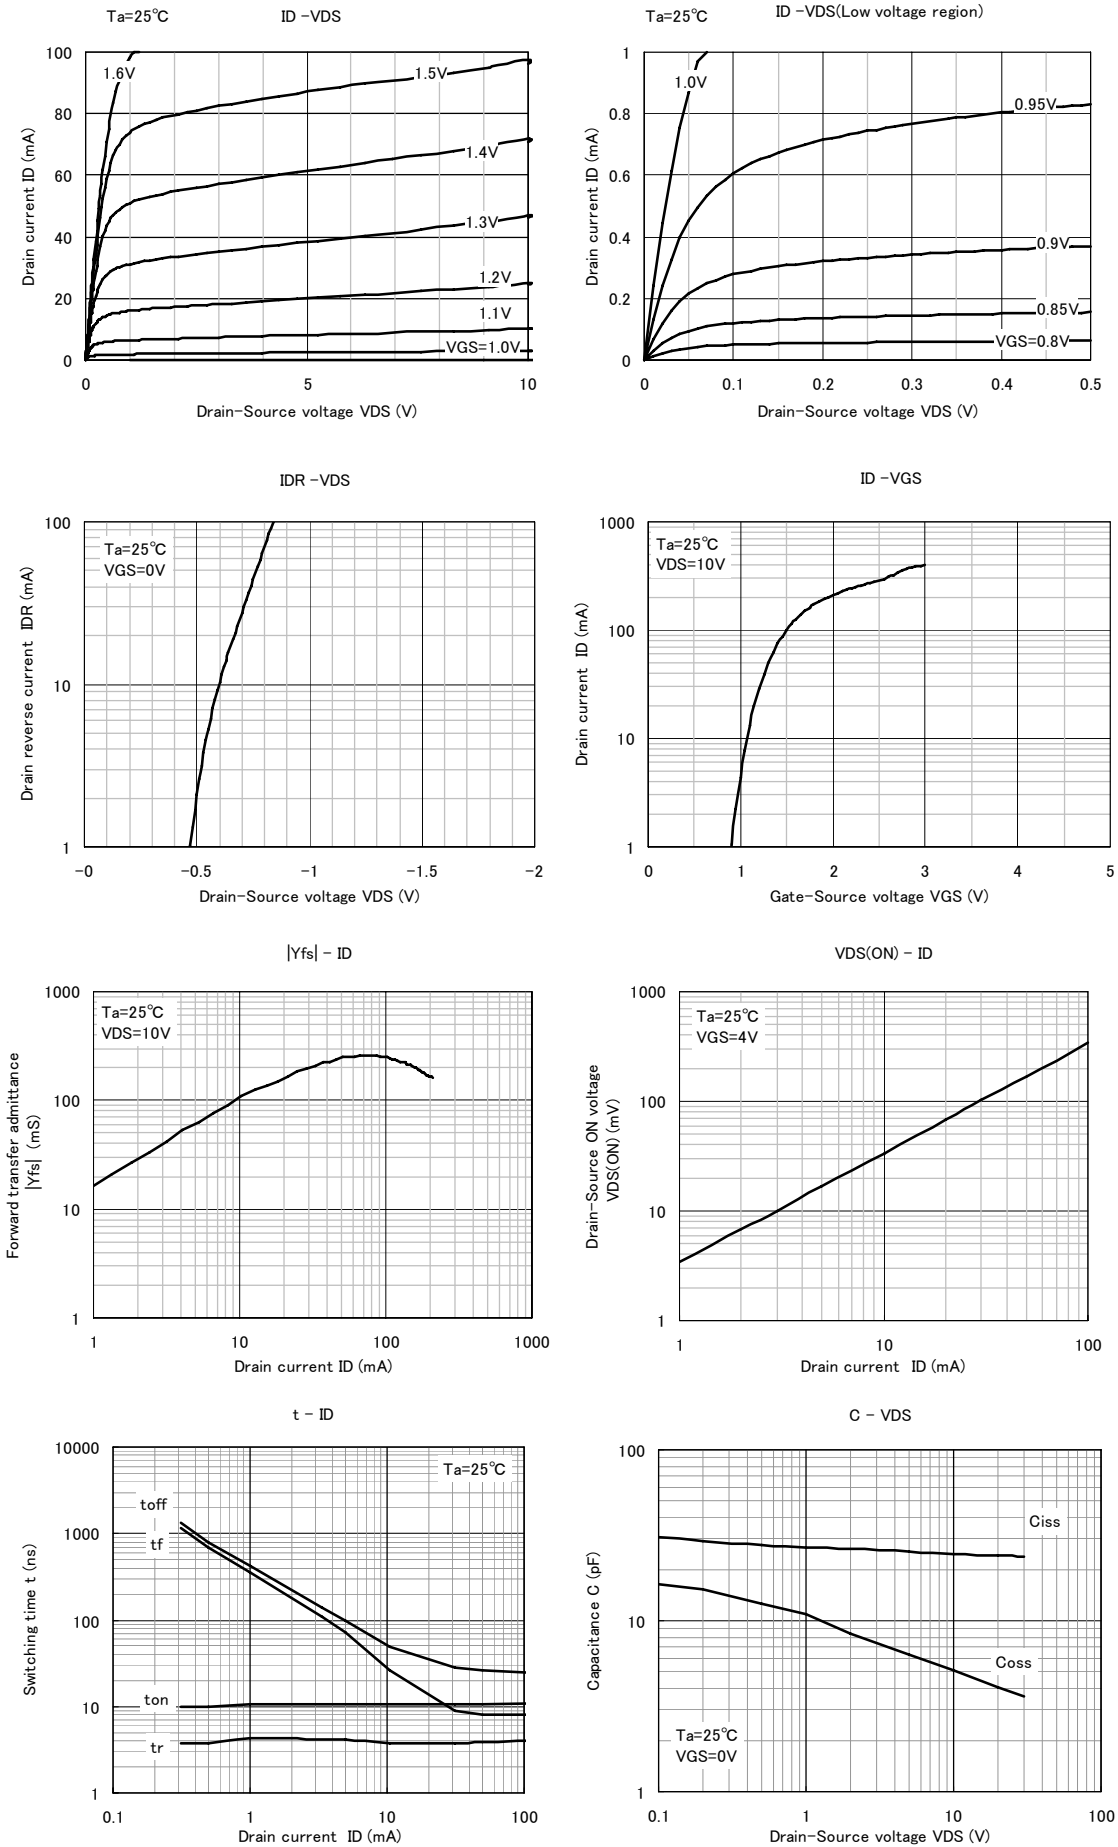 Ta=25℃
ID -VDS
100
80
60
40
20
0
Drain current ID (mA)
1.6V
1.5V
1.4V
1.3V
1.2V
1.1V
VGS=1.0V
0
5
10
Drain-Source voltage VDS (V)
Ta=25℃
ID -VDS(Low voltage region)
1
0.8
0.6
0.4
0.2
0
Drain current ID (mA)
1.0V
0.95V
0.9V
0.85V
VGS=0.8V
0
0.1
0.2
0.3
0.4
0.5
Drain-Source voltage VDS (V)
IDR -VDS
100
10
1
Drain reverse current IDR (mA)
Ta=25℃
VGS=0V
-0
-0.5
-1
-1.5
-2
Drain-Source voltage VDS (V)
ID -VGS
1000
100
10
1
Drain current ID (mA)
Ta=25℃
VDS=10V
0
1
2
3
4
5
Gate-Source voltage VGS (V)
|Yfs| - ID
1000
100
10
1
Forward transfer admittance
|Yfs| (mS)
Ta=25℃
VDS=10V
1
10
100
1000
Drain current ID (mA)
VDS(ON) - ID
1000
100
10
1
Drain-Source ON voltage
VDS(ON) (mV)
Ta=25℃
VGS=4V
1
10
100
Drain current ID (mA)
t - ID
10000
1000
100
10
1
Switching time t (ns)
Ta=25℃
toff
tf
ton
tr
0.1
1
10
100
Drain current ID (mA)
C - VDS
100
10
1
Capacitance C (pF)
Ciss
Coss
Ta=25℃
VGS=0V
0.1
1
10
100
Drain-Source voltage VDS (V)